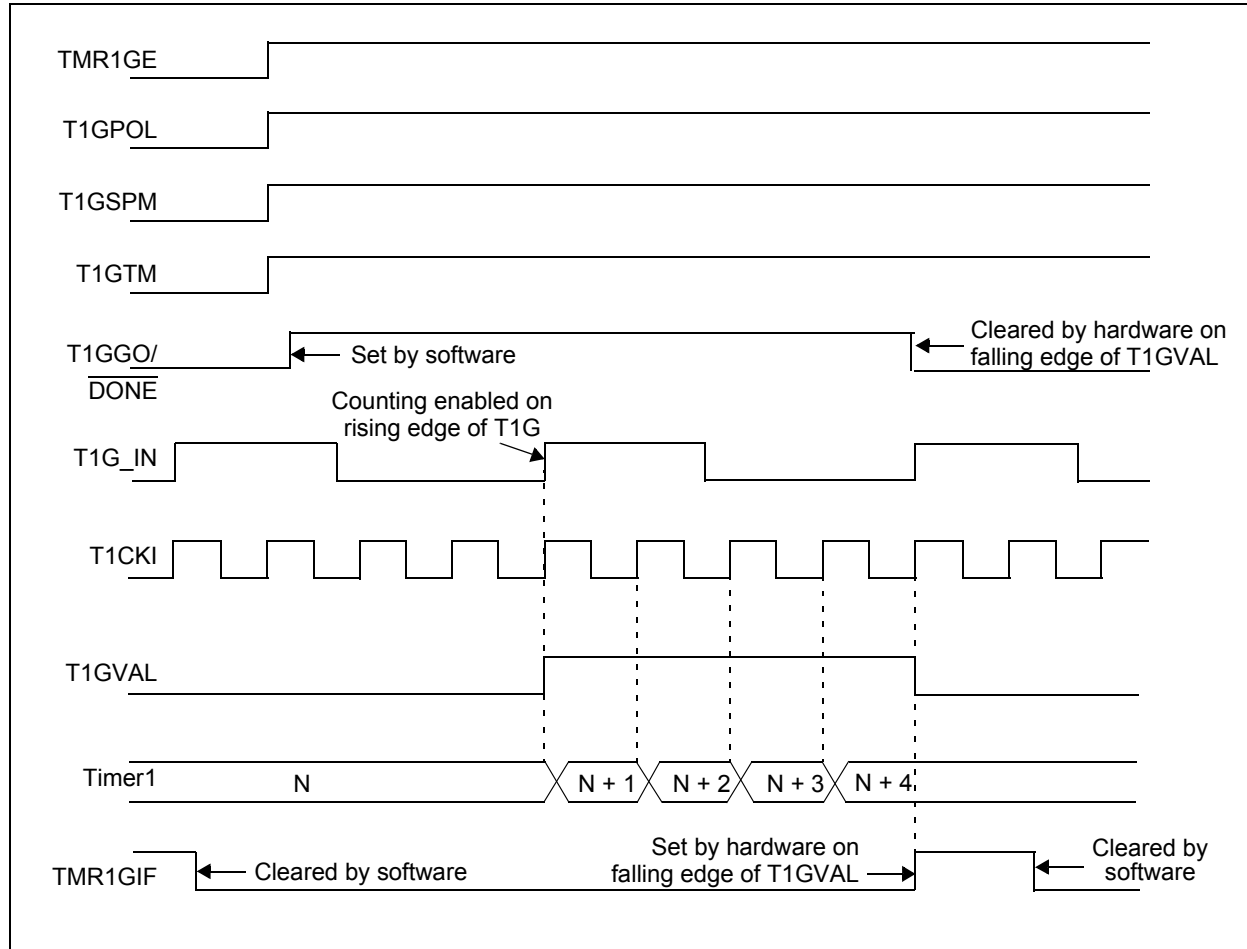 TMR1GE
T1GPOL
T1GSPM
T1GTM
T1GGO/
DONE
Set by software
Cleared by hardware on
falling edge of T1GVAL
Counting enabled on
rising edge of T1G
T1G_IN
T1CKI
T1GVAL
Timer1
N
N + 1
N + 2
N + 3
N + 4
TMR1GIF
Cleared by software
Set by hardware on
falling edge of T1GVAL
Cleared by
software